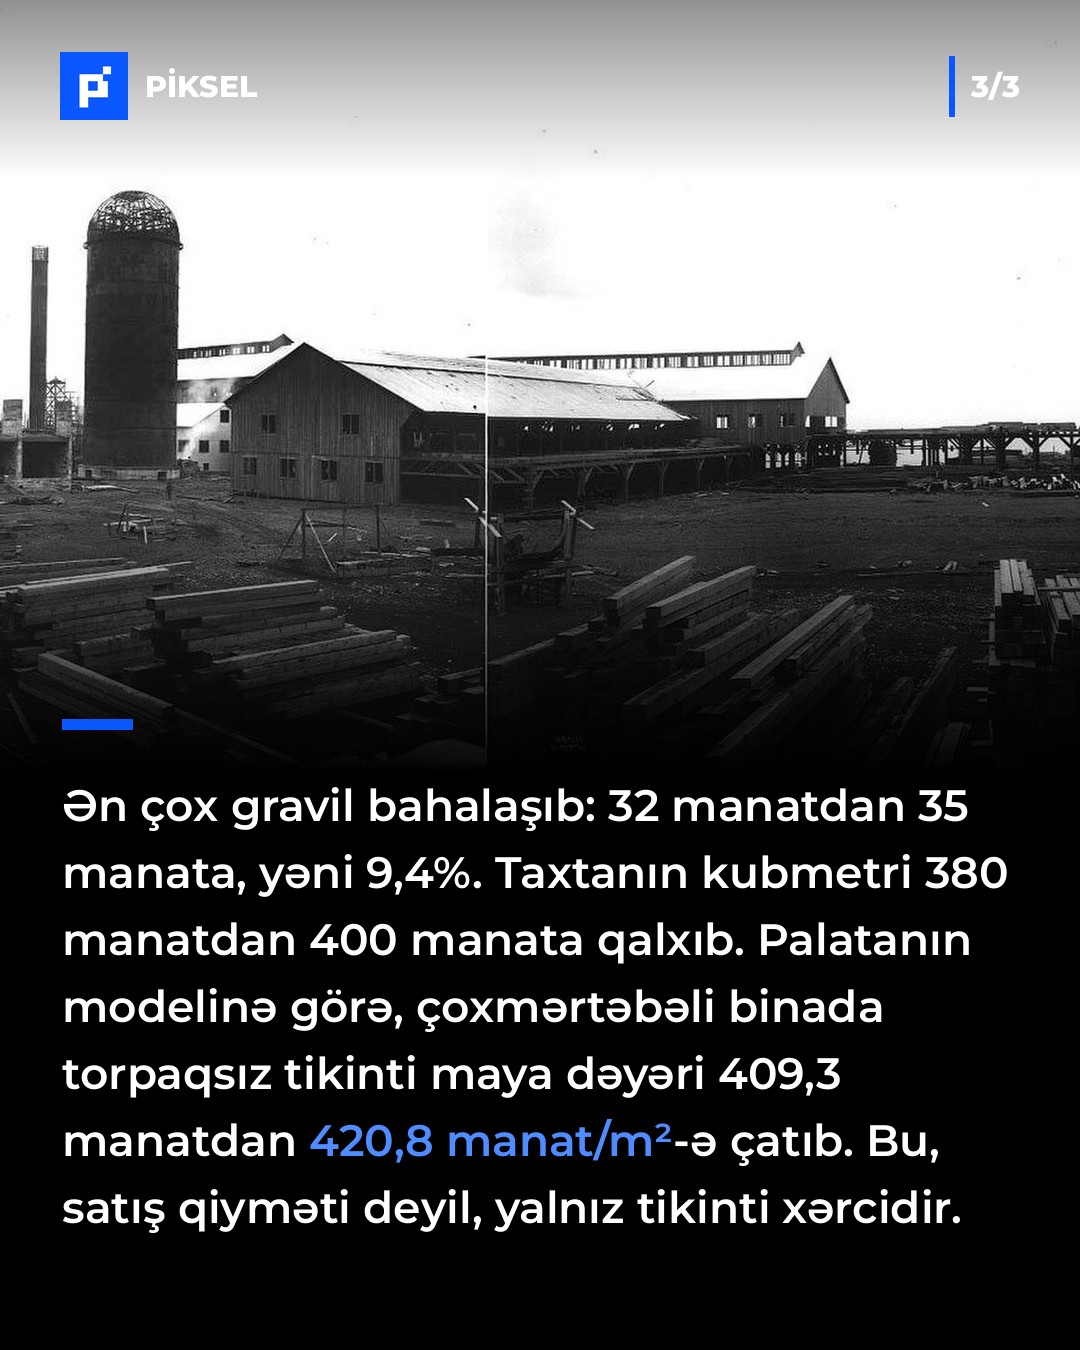 PİKSEL
3/3
Ən çox gravil bahalaşıb: 32 manatdan 35
manata, yəni 9,4%. Taxtanın kubmetri 380
manatdan 400 manata qalxıb. Palatanın
modelinə görə, çoxmərtəbəli binada
torpaqsız tikinti maya dəyəri 409,3
manatdan 420,8 manat/m²-ə çatıb. Bu,
satış qiyməti deyil, yalnız tikinti xərcidir.